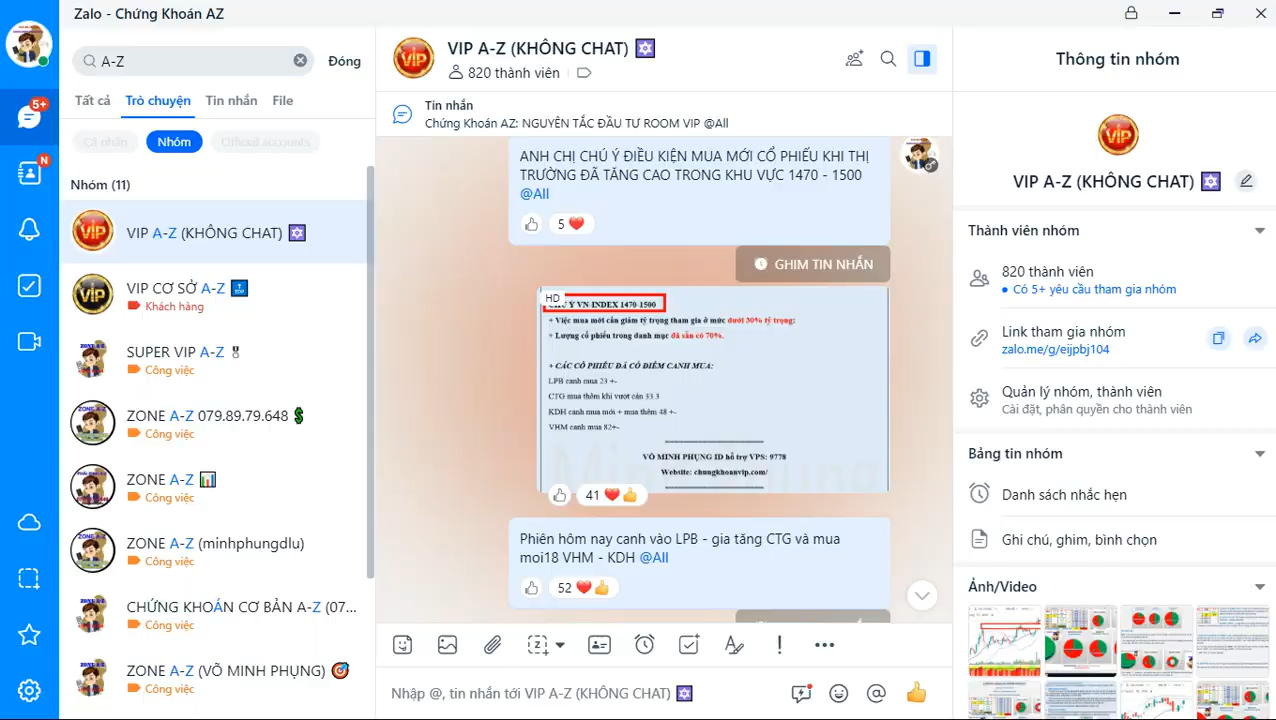 Zalo - Chứng Khoán AZ
A-Z
Đóng
Tất cả
Trò chuyện
Tin nhắn
File
Cá nhân
Nhóm
Official accounts
Nhóm (11)
VIP A-Z (KHÔNG CHAT)
VIP CƠ SỞ A-Z
Khách hàng
SUPER VIP A-Z
Công việc
ZONE A-Z 079.89.79.648
Công việc
ZONE A-Z
Công việc
ZONE A-Z (minhphungdlu)
Công việc
CHỨNG KHOÁN CƠ BẢN A-Z (07...
Công việc
ZONE A-Z (VÕ MINH PHỤNG)
Công việc
5+
N
VIP A-Z (KHÔNG CHAT)
820 thành viên
Tin nhắn
Chứng Khoán AZ: NGUYÊN TẮC ĐẦU TƯ ROOM VIP @All
ANH CHỊ CHÚ Ý ĐIỀU KIỆN MUA MỚI CỔ PHIẾU KHI THỊ
TRƯỜNG ĐÃ TĂNG CAO TRONG KHU VỰC 1470 - 1500
@All
5
GHIM TIN NHẮN
HD
CHÚ Ý VN-INDEX 1470-1500
+ Việc mua mới cần giảm tỷ trọng tham gia ở mức dưới 30% tỷ trọng;
+ Lượng cổ phiếu trong danh mục đã sẵn có 70%.
+ CÁC CỔ PHIẾU ĐÃ CÓ ĐIỂM CANH MUA:
LPB canh mua 23 +-
CTG mua thêm khi vượt cản 33.3
KDH canh mua mới + mua thêm 48 +-
VHM canh mua 82+-
VÕ MINH PHỤNG ID hỗ trợ VPS: 9778
Website: chungkhoanvip.com/
41
Phiên hôm nay canh vào LPB - gia tăng CTG và mua
moi18 VHM - KDH @All
52
Nhập @, tin nhắn tới VIP A-Z (KHÔNG CHAT)
Thông tin nhóm
VIP
VIP A-Z (KHÔNG CHAT)
Thành viên nhóm
820 thành viên
Có 5+ yêu cầu tham gia nhóm
Link tham gia nhóm
zalo.me/g/eijpbj104
Quản lý nhóm, thành viên
Cài đặt, phân quyền cho thành viên
Bảng tin nhóm
Danh sách nhắc hẹn
Ghi chú, ghim, bình chọn
Ảnh/Video